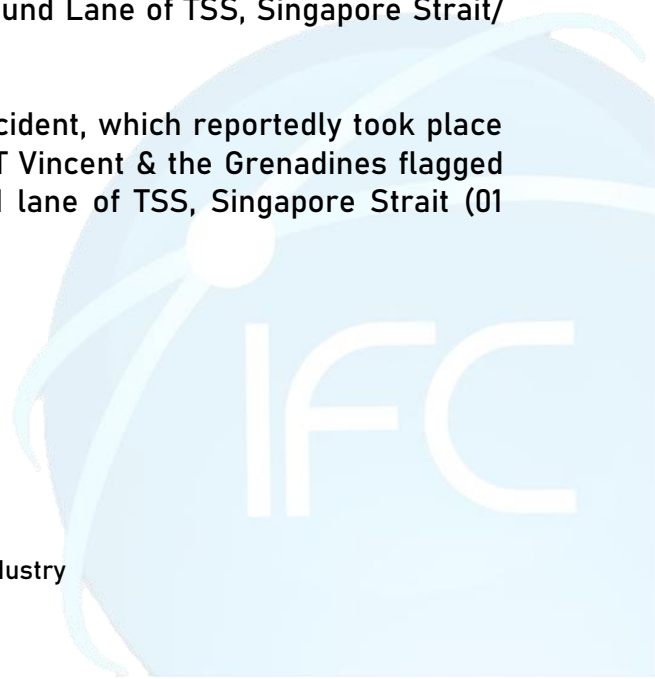 und Lane of TSS, Singapore Strait/
cident, which reportedly took place
T Vincent & the Grenadines flagged
lane of TSS, Singapore Strait (01
IFC
dustry